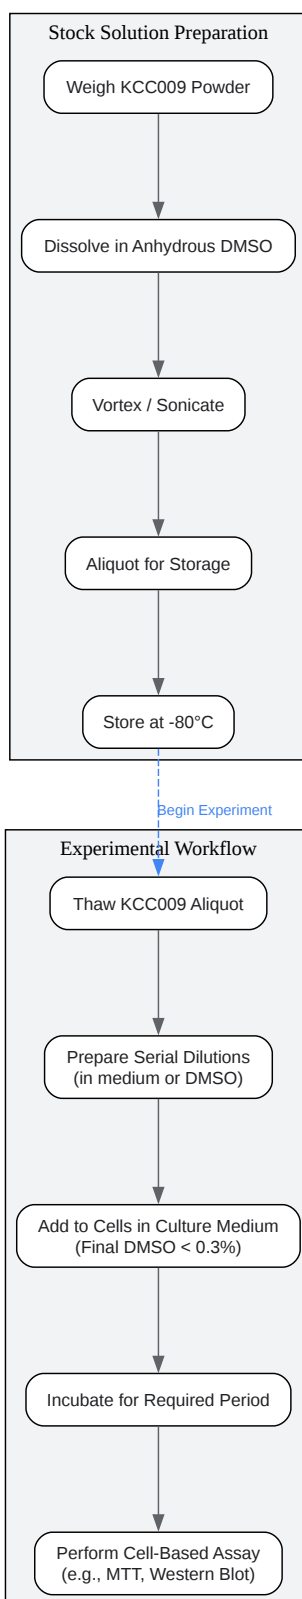 Stock Solution Preparation
Weigh KCC009 Powder
Dissolve in Anhydrous DMSO
Vortex / Sonicate
Aliquot for Storage
Store at -80°C
Begin Experiment
Experimental Workflow
Thaw KCC009 Aliquot
Prepare Serial Dilutions
(in medium or DMSO)
Add to Cells in Culture Medium
(Final DMSO < 0.3%)
Incubate for Required Period
Perform Cell-Based Assay
(e.g., MTT, Western Blot)